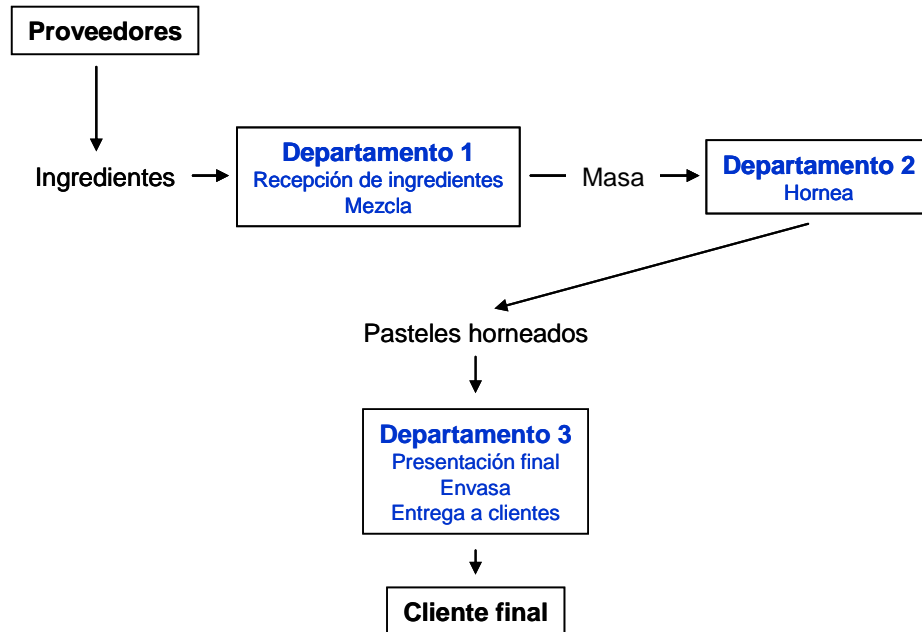 Proveedores
Ingredientes
Departamento 1
Recepción de ingredientes
Mezcla
Masa
Departamento 2
Hornea
Pasteles horneados
Departamento 3
Presentación final
Envasa
Entrega a clientes
Cliente final